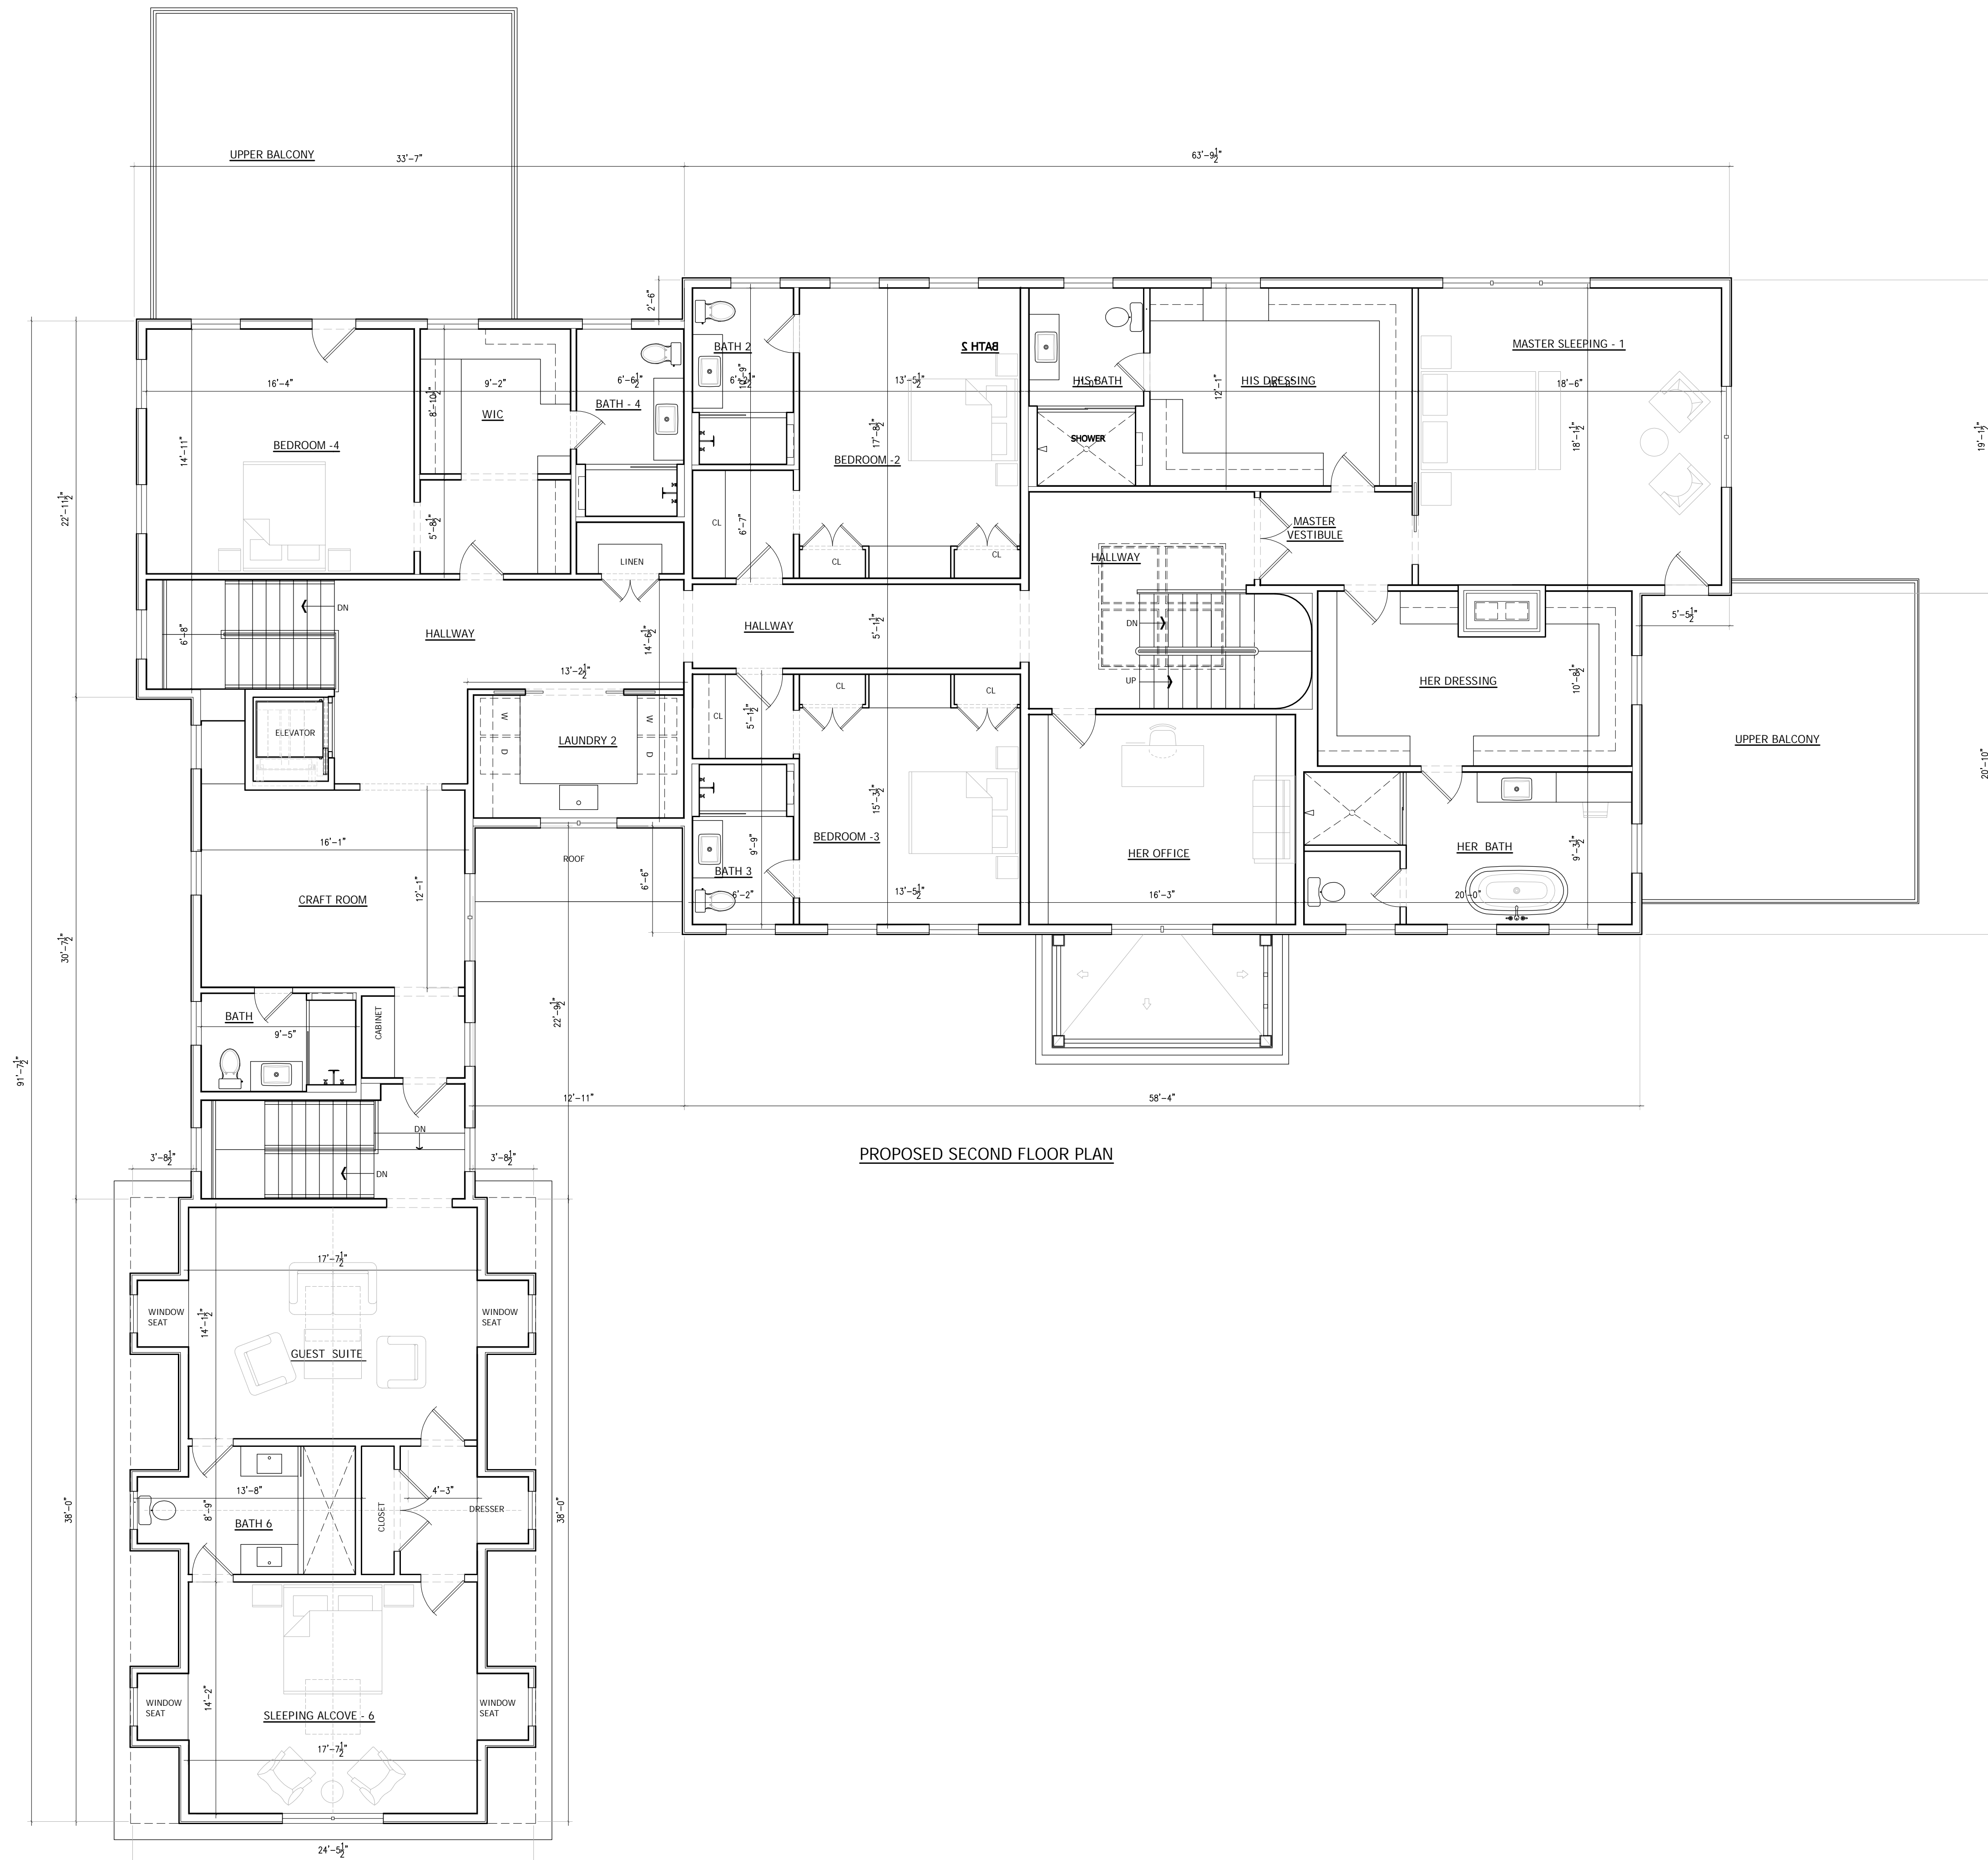 UPPER BALCONY
33'-7"
63'-9½"
2'-6"
BATH 2
BATH 2
MASTER SLEEPING - 1
16'-4"
9'-2"
6'-6½"
13'-5½"
HIS BATH
HIS DRESSING
18'-6"
8'-10½"
WIC
BATH - 4
12'-1"
BEDROOM -4
14'-11"
17'-8½"
SHOWER
18'-1½"
19'-1½"
BEDROOM -2
22'-11½"
5'-8½"
CL
6'-7"
MASTER
VESTIBULE
LINEN
CL
CL
HALLWAY
DN
6'-8"
HALLWAY
14'-6½"
HALLWAY
5'-1½"
DN
5'-5½"
13'-2½"
UP
HER DRESSING
10'-8½"
CL
CL
CL
5'-1½"
W
W
ELEVATOR
LAUNDRY 2
D
D
UPPER BALCONY
20'-10"
15'-3½"
16'-1"
BEDROOM -3
9'-9"
ROOF
HER OFFICE
HER BATH
9'-3½"
BATH 3
6'-6"
12'-1"
CRAFT ROOM
6'-2"
13'-5½"
16'-3"
20'-0"
30'-7½"
BATH
9'-5"
CABINET
22'-9½"
91'-7½"
12'-11"
58'-4"
DN
PROPOSED SECOND FLOOR PLAN
3'-8½"
3'-8½"
DN
17'-7½"
WINDOW
SEAT
14'-1½"
WINDOW
SEAT
GUEST SUITE
13'-8"
4'-3"
38'-0"
8'-9"
BATH 6
CLOSET
DRESSER
38'-0"
WINDOW
SEAT
14'-2"
WINDOW
SEAT
SLEEPING ALCOVE - 6
17'-7½"
24'-5½"